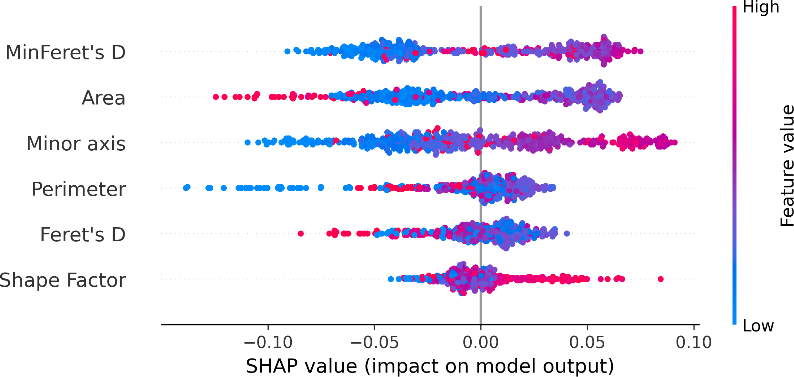 High
MinFeret's D
Area
Minor axis
Perimeter
Feret's D
Shape Factor
Feature value
Low
−0.10 −0.05 0.00 0.05 0.10
SHAP value (impact on model output)